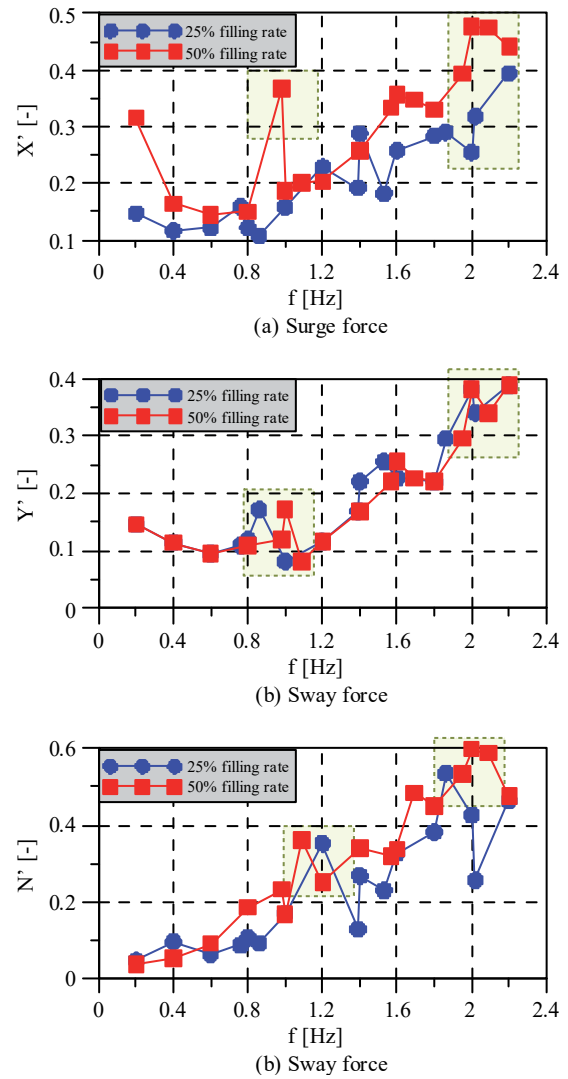 0.5
25% filling rate
50% filling rate
0.4
X' [-]
0.3
0.2
0.1
0 0.4 0.8 1.2 1.6 2 2.4
f [Hz]
(a) Surge force
0.4
25% filling rate
50% filling rate
0.3
Y' [-]
0.2
0.1
0
0 0.4 0.8 1.2 1.6 2 2.4
f [Hz]
(b) Sway force
0.6
25% filling rate
50% filling rate
0.4
N' [-]
0.2
0
0 0.4 0.8 1.2 1.6 2 2.4
f [Hz]
(b) Sway force